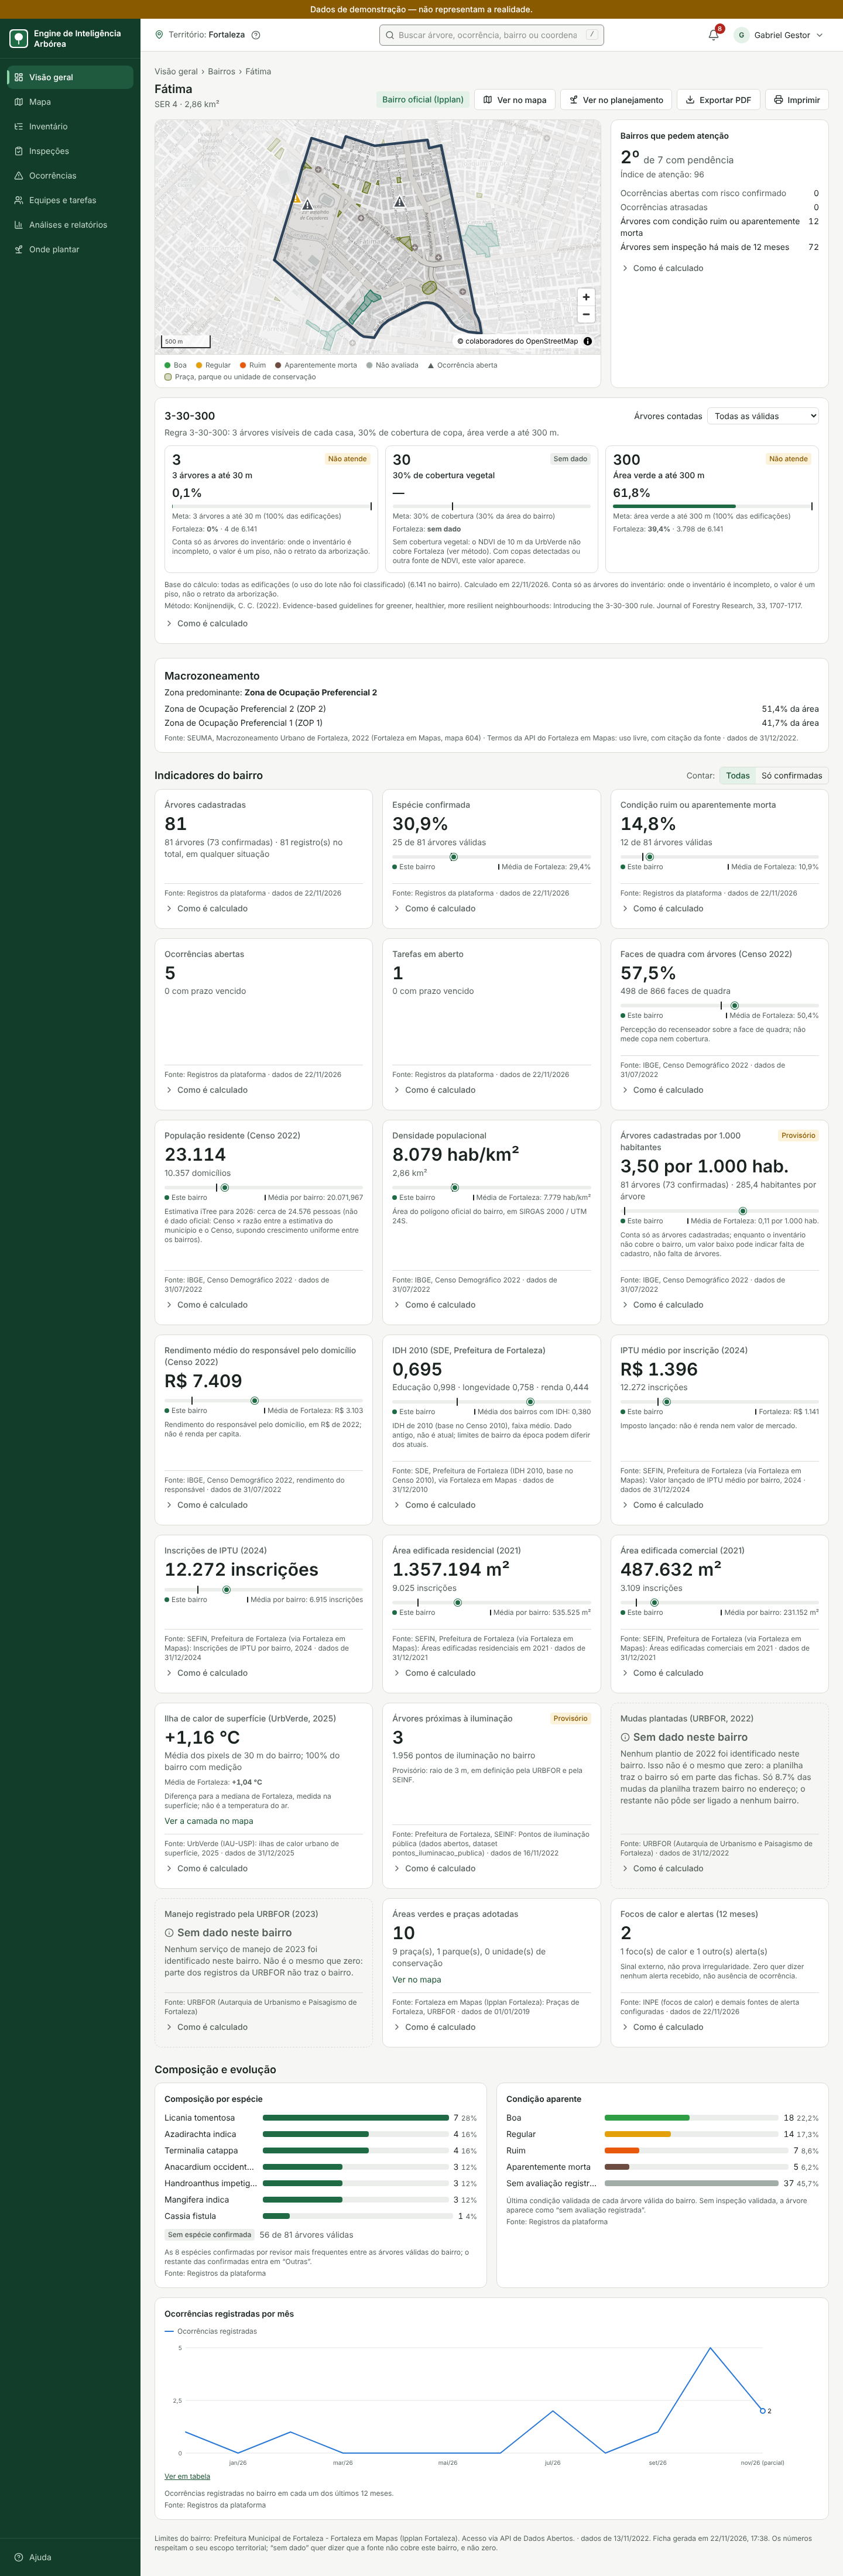 Dados de demonstração — não representam a realidade.
Engine de Inteligência
Arbórea
Território: Fortaleza
Buscar árvore, ocorrência, bairro ou coordena
/
8
G
Gabriel Gestor
Visão geral
Mapa
Inventário
Inspeções
Ocorrências
Equipes e tarefas
Análises e relatórios
Onde plantar
Ajuda
Visão geral › Bairros › Fátima
Fátima
SER 4 · 2,86 km²
Bairro oficial (Ipplan)
Ver no mapa
Ver no planejamento
Exportar PDF
Imprimir
500 m
© colaboradores do OpenStreetMap
Boa
Regular
Ruim
Aparentemente morta
Não avaliada
Ocorrência aberta
Praça, parque ou unidade de conservação
Bairros que pedem atenção
2º de 7 com pendência
Índice de atenção: 96
Ocorrências abertas com risco confirmado 0
Ocorrências atrasadas 0
Árvores com condição ruim ou aparentemente 12
morta
Árvores sem inspeção há mais de 12 meses 72
Como é calculado
3-30-300
Árvores contadas
Todas as válidas
Regra 3-30-300: 3 árvores visíveis de cada casa, 30% de cobertura de copa, área verde a até 300 m.
3
Não atende
3 árvores a até 30 m
0,1%
Meta: 3 árvores a até 30 m (100% das edificações)
Fortaleza: 0% · 4 de 6.141
Conta só as árvores do inventário: onde o inventário é
incompleto, o valor é um piso, não o retrato da arborização.
30
Sem dado
30% de cobertura vegetal
—
Meta: 30% de cobertura (30% da área do bairro)
Fortaleza: sem dado
Sem cobertura vegetal: o NDVI de 10 m da UrbVerde não
cobre Fortaleza (ver método). Com copas detectadas ou
outra fonte de NDVI, este valor aparece.
300
Não atende
Área verde a até 300 m
61,8%
Meta: área verde a até 300 m (100% das edificações)
Fortaleza: 39,4% · 3.798 de 6.141
Base do cálculo: todas as edificações (o uso do lote não foi classificado) (6.141 no bairro). Calculado em 22/11/2026. Conta só as árvores do inventário: onde o inventário é incompleto, o valor é um
piso, não o retrato da arborização.
Método: Konijnendijk, C. C. (2022). Evidence-based guidelines for greener, healthier, more resilient neighbourhoods: Introducing the 3-30-300 rule. Journal of Forestry Research, 33, 1707-1717.
Como é calculado
Macrozoneamento
Zona predominante: Zona de Ocupação Preferencial 2
Zona de Ocupação Preferencial 2 (ZOP 2) 51,4% da área
Zona de Ocupação Preferencial 1 (ZOP 1) 41,7% da área
Fonte: SEUMA, Macrozoneamento Urbano de Fortaleza, 2022 (Fortaleza em Mapas, mapa 604) · Termos da API do Fortaleza em Mapas: uso livre, com citação da fonte · dados de 31/12/2022.
Indicadores do bairro
Contar:
Todas
Só confirmadas
Árvores cadastradas
81
81 árvores (73 confirmadas) · 81 registro(s) no
total, em qualquer situação
Fonte: Registros da plataforma · dados de 22/11/2026
Como é calculado
Espécie confirmada
30,9%
25 de 81 árvores válidas
Este bairro
Média de Fortaleza: 29,4%
Fonte: Registros da plataforma · dados de 22/11/2026
Como é calculado
Condição ruim ou aparentemente morta
14,8%
12 de 81 árvores válidas
Este bairro
Média de Fortaleza: 10,9%
Fonte: Registros da plataforma · dados de 22/11/2026
Como é calculado
Ocorrências abertas
5
0 com prazo vencido
Fonte: Registros da plataforma · dados de 22/11/2026
Como é calculado
Tarefas em aberto
1
0 com prazo vencido
Fonte: Registros da plataforma · dados de 22/11/2026
Como é calculado
Faces de quadra com árvores (Censo 2022)
57,5%
498 de 866 faces de quadra
Este bairro
Média de Fortaleza: 50,4%
Percepção do recenseador sobre a face de quadra; não
mede copa nem cobertura.
Fonte: IBGE, Censo Demográfico 2022 · dados de
31/07/2022
Como é calculado
População residente (Censo 2022)
23.114
10.357 domicílios
Este bairro
Média por bairro: 20.071,967
Estimativa iTree para 2026: cerca de 24.576 pessoas (não
é dado oficial: Censo × razão entre a estimativa do
município e o Censo, supondo crescimento uniforme entre
os bairros).
Fonte: IBGE, Censo Demográfico 2022 · dados de
31/07/2022
Como é calculado
Densidade populacional
8.079 hab/km²
2,86 km²
Este bairro
Média de Fortaleza: 7.779 hab/km²
Área do polígono oficial do bairro, em SIRGAS 2000 / UTM
24S.
Fonte: IBGE, Censo Demográfico 2022 · dados de
31/07/2022
Como é calculado
Árvores cadastradas por 1.000
habitantes
Provisório
3,50 por 1.000 hab.
81 árvores (73 confirmadas) · 285,4 habitantes por
árvore
Este bairro
Média de Fortaleza: 0,11 por 1.000 hab.
Conta só as árvores cadastradas; enquanto o inventário
não cobre o bairro, um valor baixo pode indicar falta de
cadastro, não falta de árvores.
Fonte: IBGE, Censo Demográfico 2022 · dados de
31/07/2022
Como é calculado
Rendimento médio do responsável pelo domicílio
(Censo 2022)
R$ 7.409
Este bairro
Média de Fortaleza: R$ 3.103
Rendimento do responsável pelo domicílio, em R$ de 2022;
não é renda per capita.
Fonte: IBGE, Censo Demográfico 2022, rendimento do
responsável · dados de 31/07/2022
Como é calculado
IDH 2010 (SDE, Prefeitura de Fortaleza)
0,695
Educação 0,998 · longevidade 0,758 · renda 0,444
Este bairro
Média dos bairros com IDH: 0,380
IDH de 2010 (base no Censo 2010), faixa médio. Dado
antigo, não é atual; limites de bairro da época podem diferir
dos atuais.
Fonte: SDE, Prefeitura de Fortaleza (IDH 2010, base no
Censo 2010), via Fortaleza em Mapas · dados de
31/12/2010
Como é calculado
IPTU médio por inscrição (2024)
R$ 1.396
12.272 inscrições
Este bairro
Fortaleza: R$ 1.141
Imposto lançado; não é renda nem valor de mercado.
Fonte: SEFIN, Prefeitura de Fortaleza (via Fortaleza em
Mapas): Valor lançado de IPTU médio por bairro, 2024 ·
dados de 31/12/2024
Como é calculado
Inscrições de IPTU (2024)
12.272 inscrições
Este bairro
Média por bairro: 6.915 inscrições
Fonte: SEFIN, Prefeitura de Fortaleza (via Fortaleza em
Mapas): Inscrições de IPTU por bairro, 2024 · dados de
31/12/2024
Como é calculado
Área edificada residencial (2021)
1.357.194 m²
9.025 inscrições
Este bairro
Média por bairro: 535.525 m²
Fonte: SEFIN, Prefeitura de Fortaleza (via Fortaleza em
Mapas): Áreas edificadas residenciais em 2021 · dados de
31/12/2021
Como é calculado
Área edificada comercial (2021)
487.632 m²
3.109 inscrições
Este bairro
Média por bairro: 231.152 m²
Fonte: SEFIN, Prefeitura de Fortaleza (via Fortaleza em
Mapas): Áreas edificadas comerciais em 2021 · dados de
31/12/2021
Como é calculado
Ilha de calor de superfície (UrbVerde, 2025)
+1,16 °C
Média dos pixels de 30 m do bairro; 100% do
bairro com medição
Média de Fortaleza: +1,04 °C
Diferença para a mediana de Fortaleza, medida na
superfície; não é a temperatura do ar.
Ver a camada no mapa
Fonte: UrbVerde (IAU-USP): ilhas de calor urbano de
superfície, 2025 · dados de 31/12/2025
Como é calculado
Árvores próximas à iluminação
Provisório
3
1.956 pontos de iluminação no bairro
Provisório: raio de 3 m, em definição pela URBFOR e pela
SEINF.
Fonte: Prefeitura de Fortaleza, SEINF: Pontos de iluminação
pública (dados abertos, dataset
pontos_iluminacao_publica) · dados de 16/11/2022
Como é calculado
Mudas plantadas (URBFOR, 2022)
Sem dado neste bairro
Nenhum plantio de 2022 foi identificado neste
bairro. Isso não é o mesmo que zero: a planilha
traz o bairro só em parte das fichas. Só 8.7% das
mudas da planilha trazem bairro no endereço; o
restante não pôde ser ligado a nenhum bairro.
Fonte: URBFOR (Autarquia de Urbanismo e Paisagismo de
Fortaleza) · dados de 31/12/2022
Como é calculado
Manejo registrado pela URBFOR (2023)
Sem dado neste bairro
Nenhum serviço de manejo de 2023 foi
identificado neste bairro. Não é o mesmo que zero:
parte dos registros da URBFOR não traz o bairro.
Fonte: URBFOR (Autarquia de Urbanismo e Paisagismo de
Fortaleza)
Como é calculado
Áreas verdes e praças adotadas
10
9 praça(s), 1 parque(s), 0 unidade(s) de
conservação
Ver no mapa
Fonte: Fortaleza em Mapas (Ipplan Fortaleza): Praças de
Fortaleza, URBFOR · dados de 01/01/2019
Como é calculado
Focos de calor e alertas (12 meses)
2
1 foco(s) de calor e 1 outro(s) alerta(s)
Sinal externo, não prova irregularidade. Zero quer dizer
nenhum alerta recebido, não ausência de ocorrência.
Fonte: INPE (focos de calor) e demais fontes de alerta
configuradas · dados de 22/11/2026
Como é calculado
Composição e evolução
Composição por espécie
Licania tomentosa 7 28%
Azadirachta indica 4 16%
Terminalia catappa 4 16%
Anacardium occident... 3 12%
Handroanthus impetig... 3 12%
Mangifera indica 3 12%
Cassia fistula 1 4%
Sem espécie confirmada 56 de 81 árvores válidas
As 8 espécies confirmadas por revisor mais frequentes entre as árvores válidas do bairro; o
restante das confirmadas entra em “Outras”.
Fonte: Registros da plataforma
Condição aparente
Boa 18 22,2%
Regular 14 17,3%
Ruim 7 8,6%
Aparentemente morta 5 6,2%
Sem avaliação registr... 37 45,7%
Última condição validada de cada árvore válida do bairro. Sem inspeção validada, a árvore
aparece como “sem avaliação registrada”.
Fonte: Registros da plataforma
Ocorrências registradas por mês
Ocorrências registradas
5
2,5
0
2
jan/26
mar/26
mai/26
jul/26
set/26
nov/26 (parcial)
Ver em tabela
Ocorrências registradas no bairro em cada um dos últimos 12 meses.
Fonte: Registros da plataforma
Limites do bairro: Prefeitura Municipal de Fortaleza - Fortaleza em Mapas (Ipplan Fortaleza). Acesso via API de Dados Abertos. · dados de 13/11/2022. Ficha gerada em 22/11/2026, 17:38. Os números
respeitam o seu escopo territorial; “sem dado” quer dizer que a fonte não cobre este bairro, e não zero.